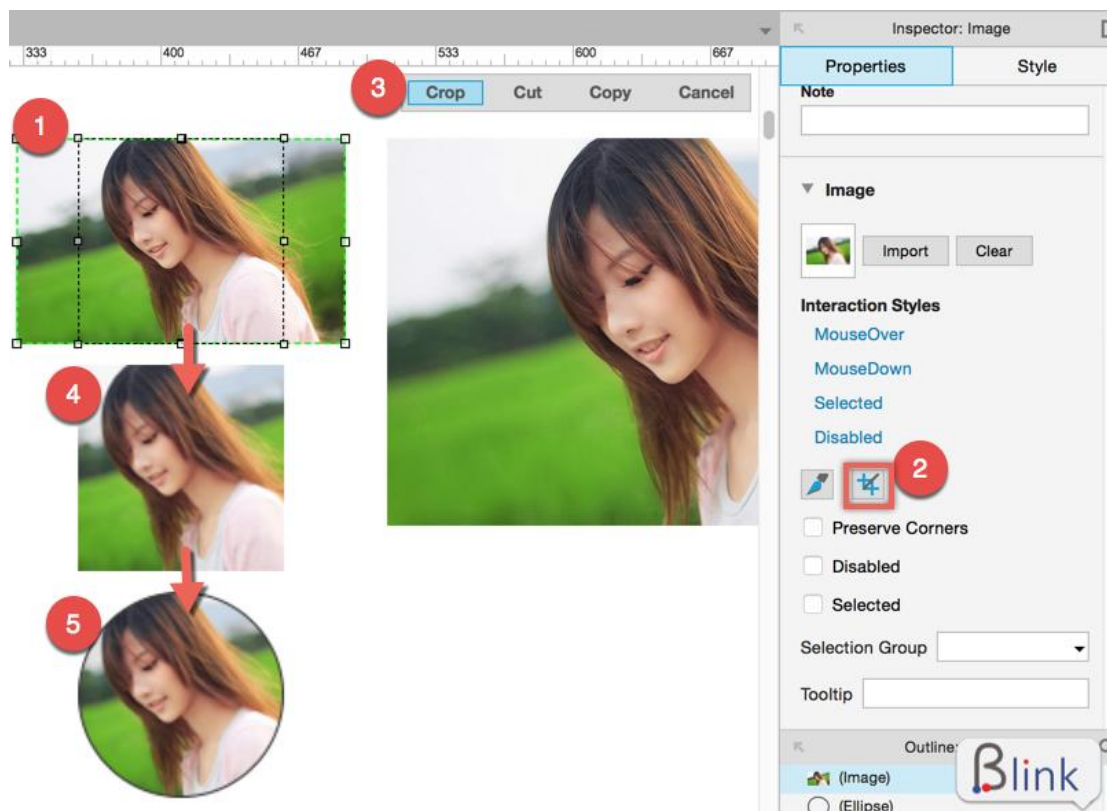 Inspector: Image
333 400 467 533 600 667
Properties Style
3 Crop Cut Copy Cancel
Note
1
Image
Import Clear
Interaction Styles
MouseOver
MouseDown
4
Selected
Disabled
2
Preserve Corners
Disabled
Selected
5
Selection Group
Tooltip
Outline:
(Image)
(Ellipse)
Blink